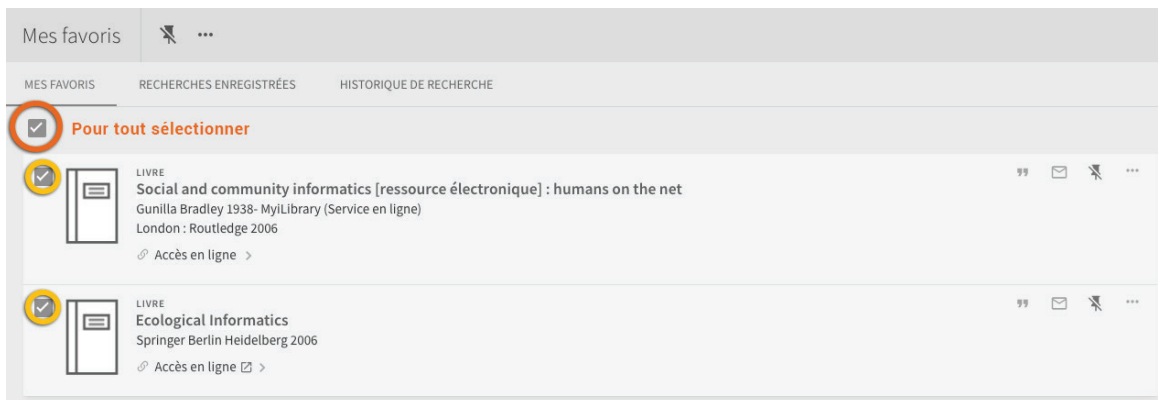 Mes favoris
MES FAVORIS RECHERCHES ENREGISTRÉES HISTORIQUE DE RECHERCHE
Pour tout sélectionner
LIVRE
Social and community informatics [ressource électronique] : humans on the net
Gunilla Bradley 1938- MyiLibrary (Service en ligne)
London : Routledge 2006
Accès en ligne
LIVRE
Ecological Informatics
Springer Berlin Heidelberg 2006
Accès en ligne